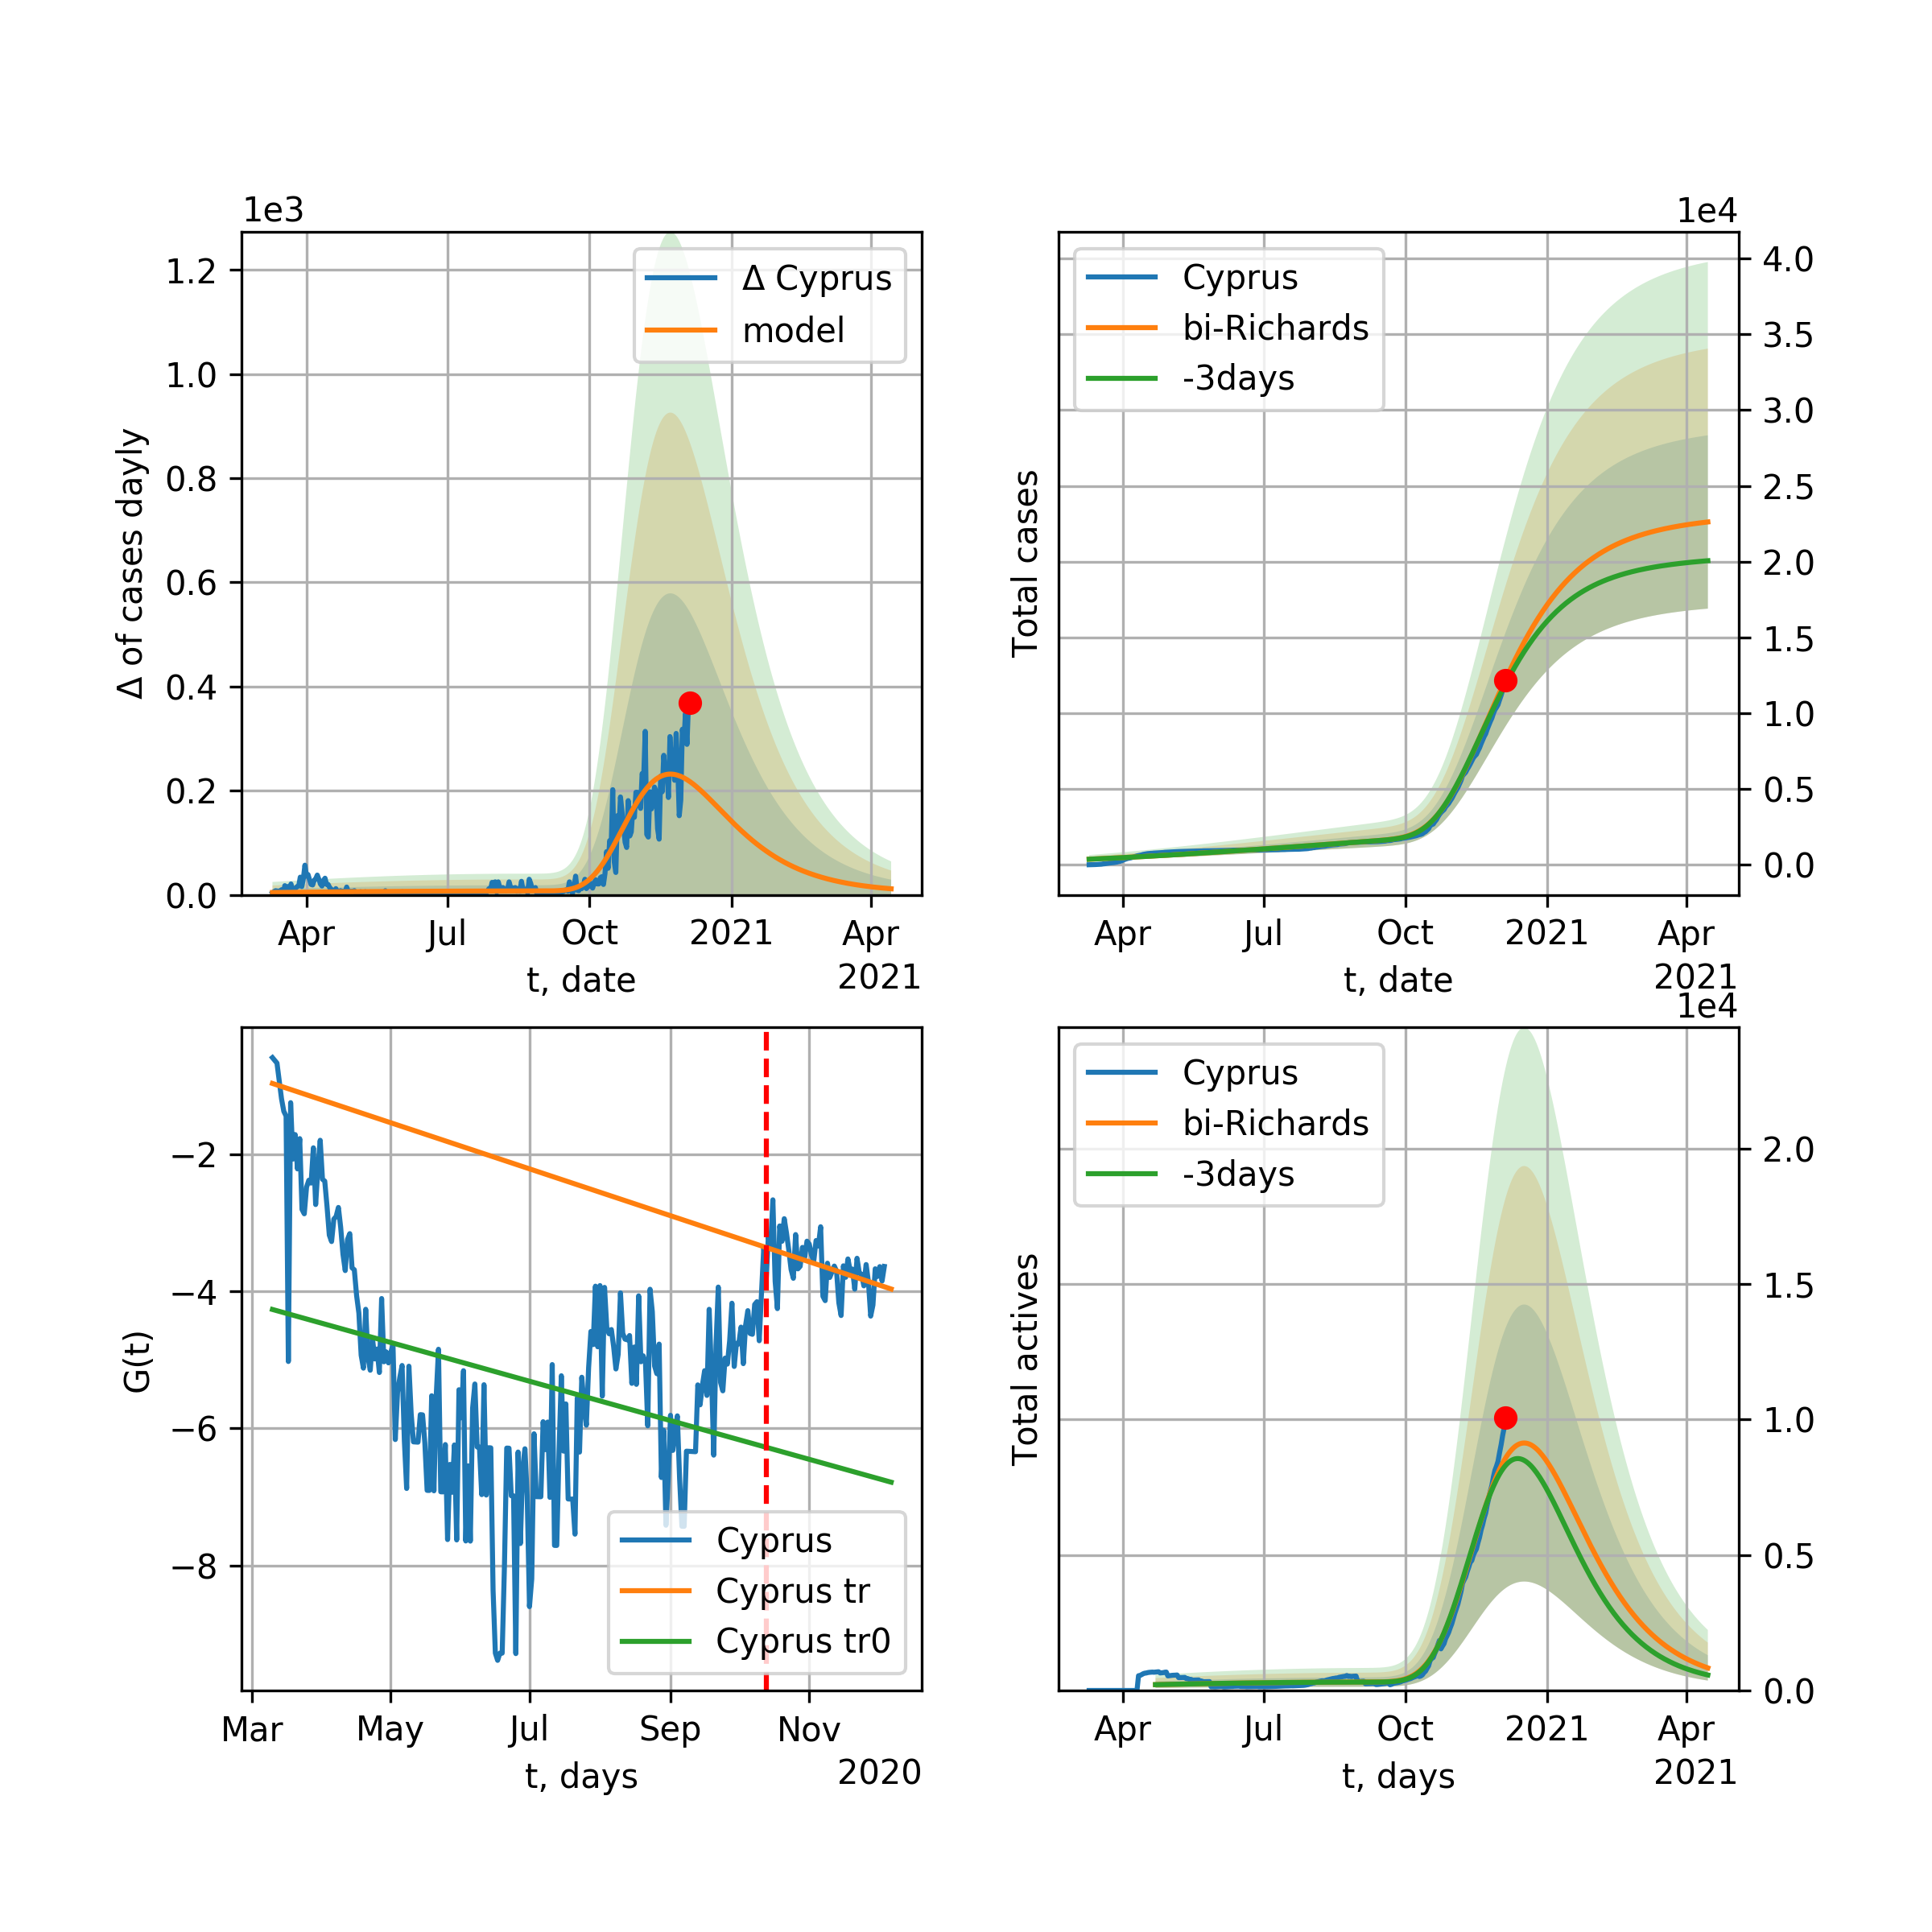 1e3
Δ of cases dayly
1.2
1.0
0.8
0.6
0.4
0.2
0.0
Δ Cyprus
model
Apr
Jul
Oct
2021
Apr
2021
t, date
1e4
Total cases
Cyprus
bi-Richards
-3days
4.0
3.5
3.0
2.5
2.0
1.5
1.0
0.5
0.0
Apr
Jul
Oct
2021
Apr
2021
t, date
G(t)
−2
−4
−6
−8
Cyprus
Cyprus tr
Cyprus tr0
Mar
May
Jul
Sep
Nov
2020
t, days
1e4
Total actives
Cyprus
bi-Richards
-3days
2.0
1.5
1.0
0.5
0.0
Apr
Jul
Oct
2021
Apr
2021
t, days